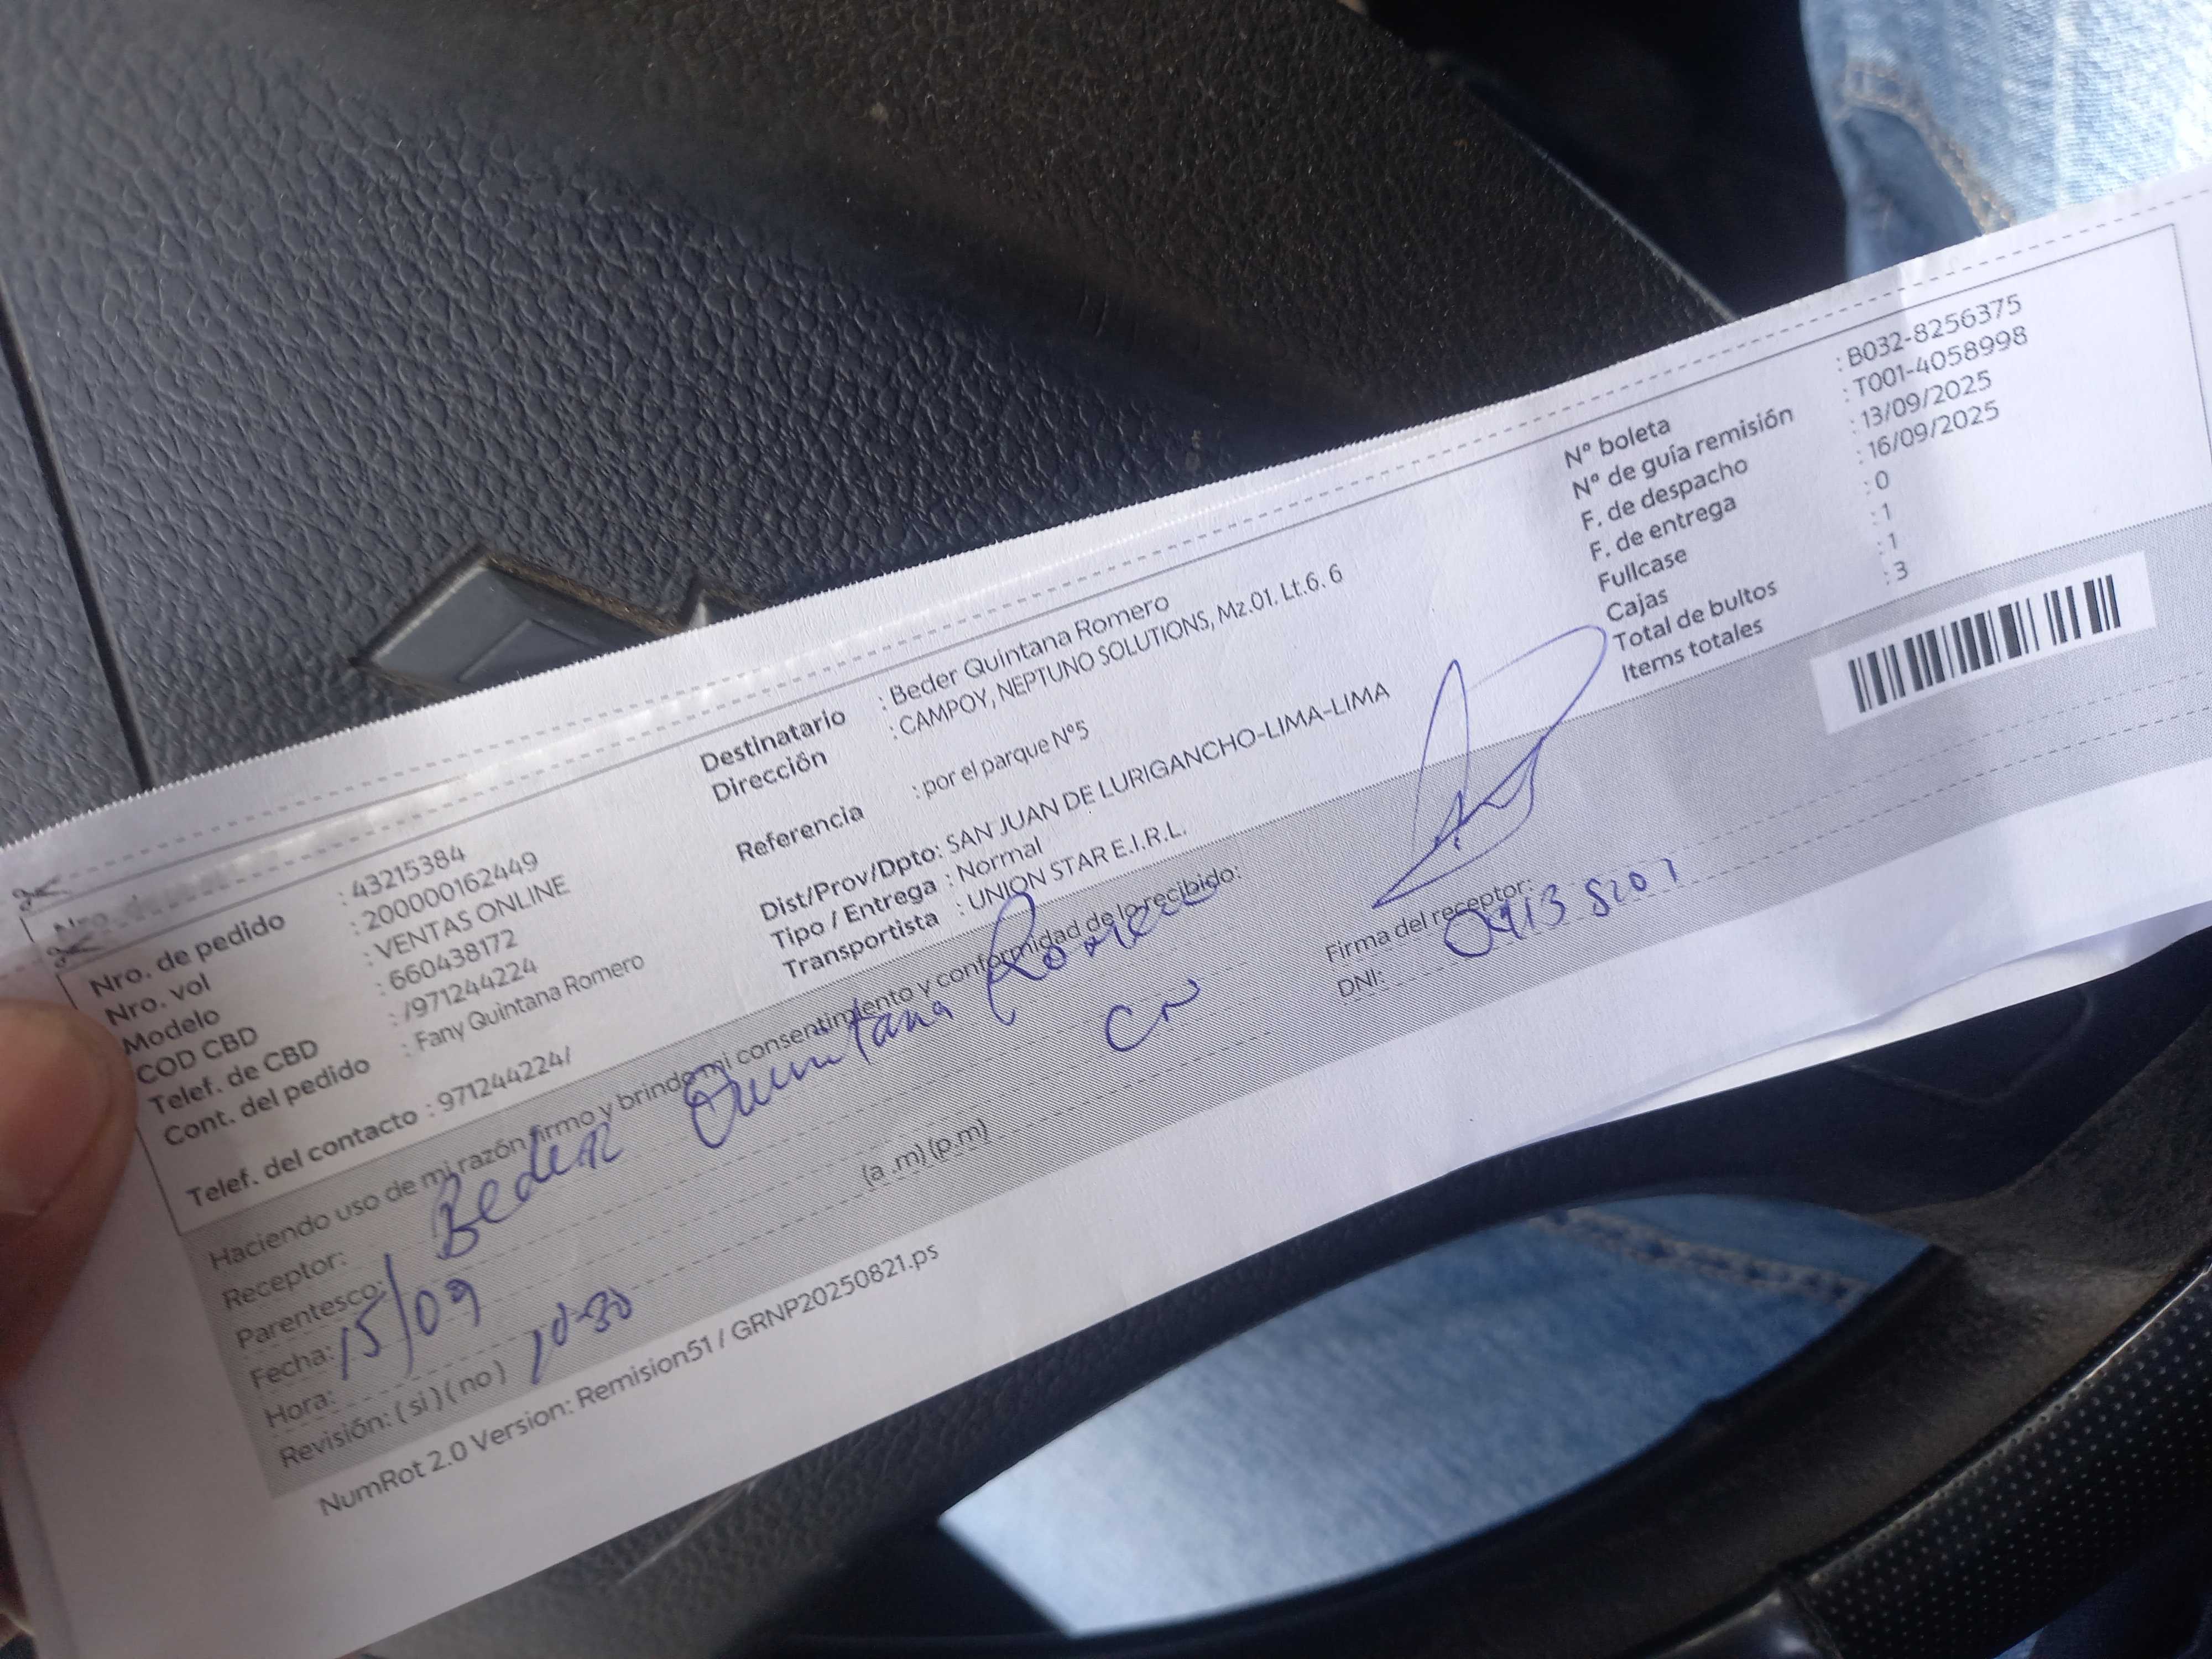 Nro. de pedido : 43215384
Nro. vol : 200000162449
Modelo : VENTAS ONLINE
COD CBD : 660438172
Telef. de CBD : /971244224
Cont. del pedido : Fany Quintana Romero
Telef. del contacto : 971244224/
Destinatario : Beder Quintana Romero
Dirección : CAMPOY, NEPTUNO SOLUTIONS, Mz.01. Lt.6. 6
Referencia : por el parque N°5
Dist/Prov/Dpto: SAN JUAN DE LURIGANCHO-LIMA-LIMA
Tipo / Entrega : Normal
Transportista : UNION STAR E.I.R.L.
N° boleta : B032-8256375
N° de guía remisión : T001-4058998
F. de despacho : 13/09/2025
F. de entrega : 16/09/2025
Fullcase : 0
Cajas : 1
Total de bultos : 1
Items totales : 3
Haciendo uso de mi razón firmo y brindo mi consentimiento y conformidad de lo recibido:
Receptor: Beder Quintana Romero
Parentesco:
Fecha: 15/09
Hora: 10-30 (a .m) (p.m)
Revisión: ( si ) ( no )
Firma del receptor:
DNI:
NumRot 2.0 Version: Remision51 / GRNP20250821.ps